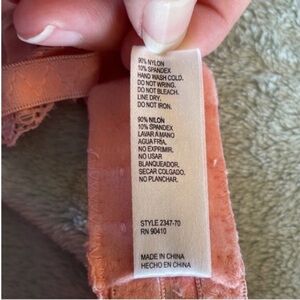 90% NYLON
10% SPANDEX
HAND WASH COLD.
DO NOT WRING.
DO NOT BLEACH.
LINE DRY.
DO NOT IRON.
90% NILON
10% SPANDEX
LAVAR A MANO
AGUA FRIA.
NO EXPRIMIR.
NO USAR
BLANQUEADOR.
SECAR COLGADO.
NO PLANCHAR.
STYLE 2347-70
RN 90410
MADE IN CHINA
HECHO EN CHINA